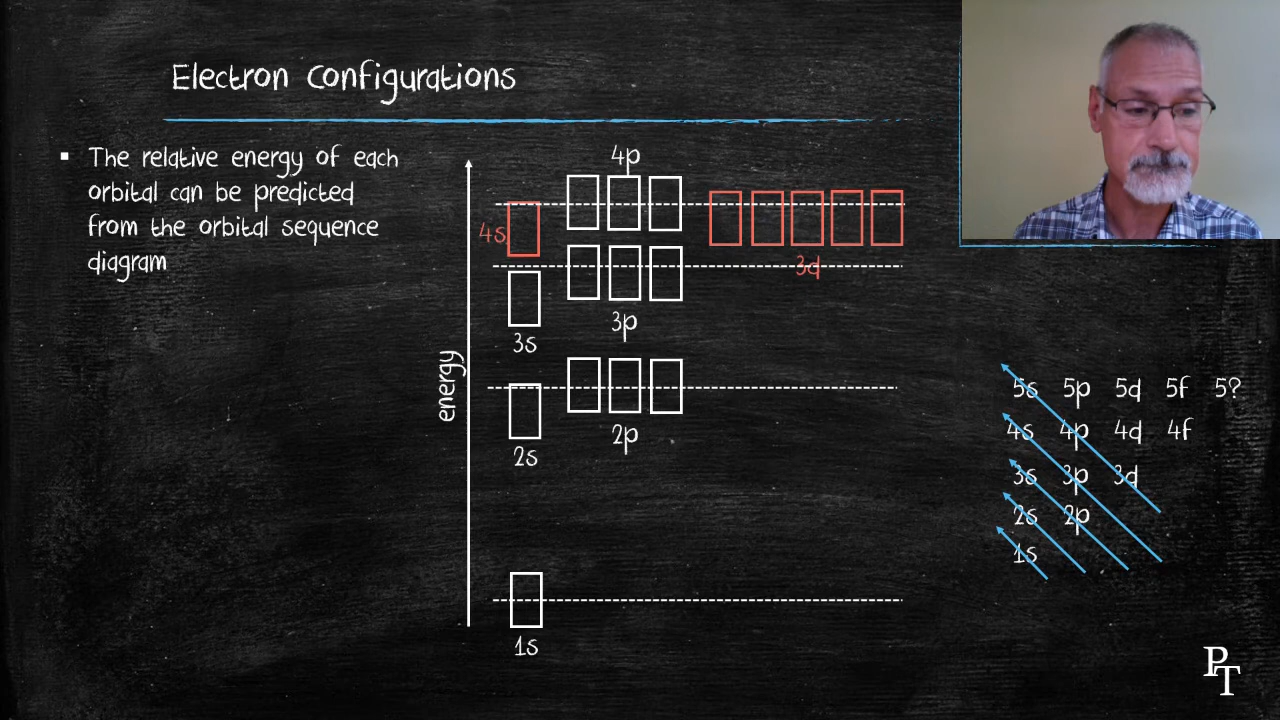 Electron Configurations
▪ The relative energy of each
orbital can be predicted
from the orbital sequence
diagram
energy
4p
4s
3d
3s
3p
2s
2p
1s
5s 5p 5d 5f 5?
4s 4p 4d 4f
3s 3p 3d
2s 2p
1s
PT